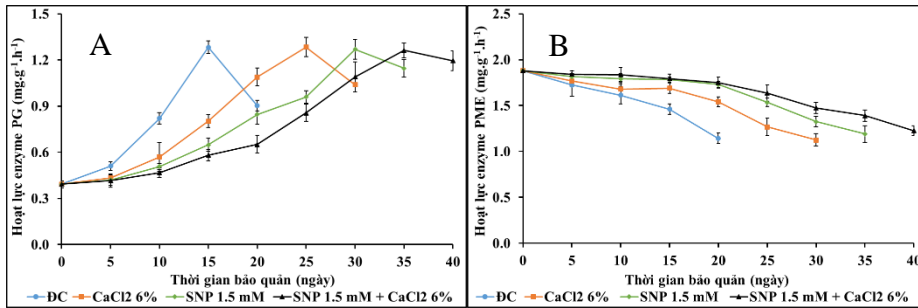 A
Hoạt lực enzyme PG (mg.g⁻¹.h⁻¹)
1.5
1.2
0.9
0.6
0.3
0.0
0 5 10 15 20 25 30 35 40
Thời gian bảo quản (ngày)
ĐC CaCl2 6% SNP 1.5 mM SNP 1.5 mM + CaCl2 6%
B
Hoạt lực enzyme PME (mg.g⁻¹.h⁻¹)
2.5
2.0
1.5
1.0
0.5
0.0
0 5 10 15 20 25 30 35 40
Thời gian bảo quản (ngày)
ĐC CaCl2 6% SNP 1.5 mM SNP 1.5 mM + CaCl2 6%